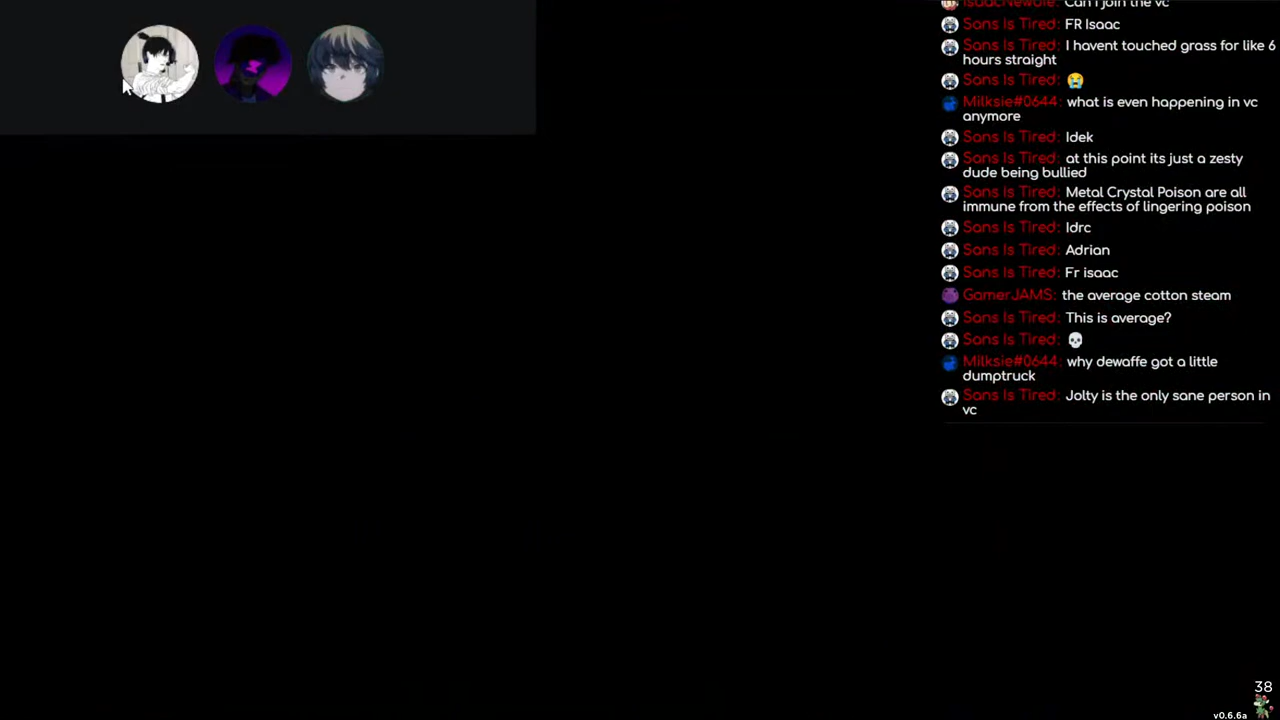 IsaacNewole: Can I join the vc
Sans Is Tired: FR Isaac
Sans Is Tired: I havent touched grass for like 6
hours straight
Sans Is Tired: 😭
Milksie#0644: what is even happening in vc
anymore
Sans Is Tired: Idek
Sans Is Tired: at this point its just a zesty
dude being bullied
Sans Is Tired: Metal Crystal Poison are all
immune from the effects of lingering poison
Sans Is Tired: Idrc
Sans Is Tired: Adrian
Sans Is Tired: Fr isaac
GamerJAMS: the average cotton steam
Sans Is Tired: This is average?
Sans Is Tired: 💀
Milksie#0644: why dewaffe got a little
dumptruck
Sans Is Tired: Jolty is the only sane person in
vc
38
v0.6.6a